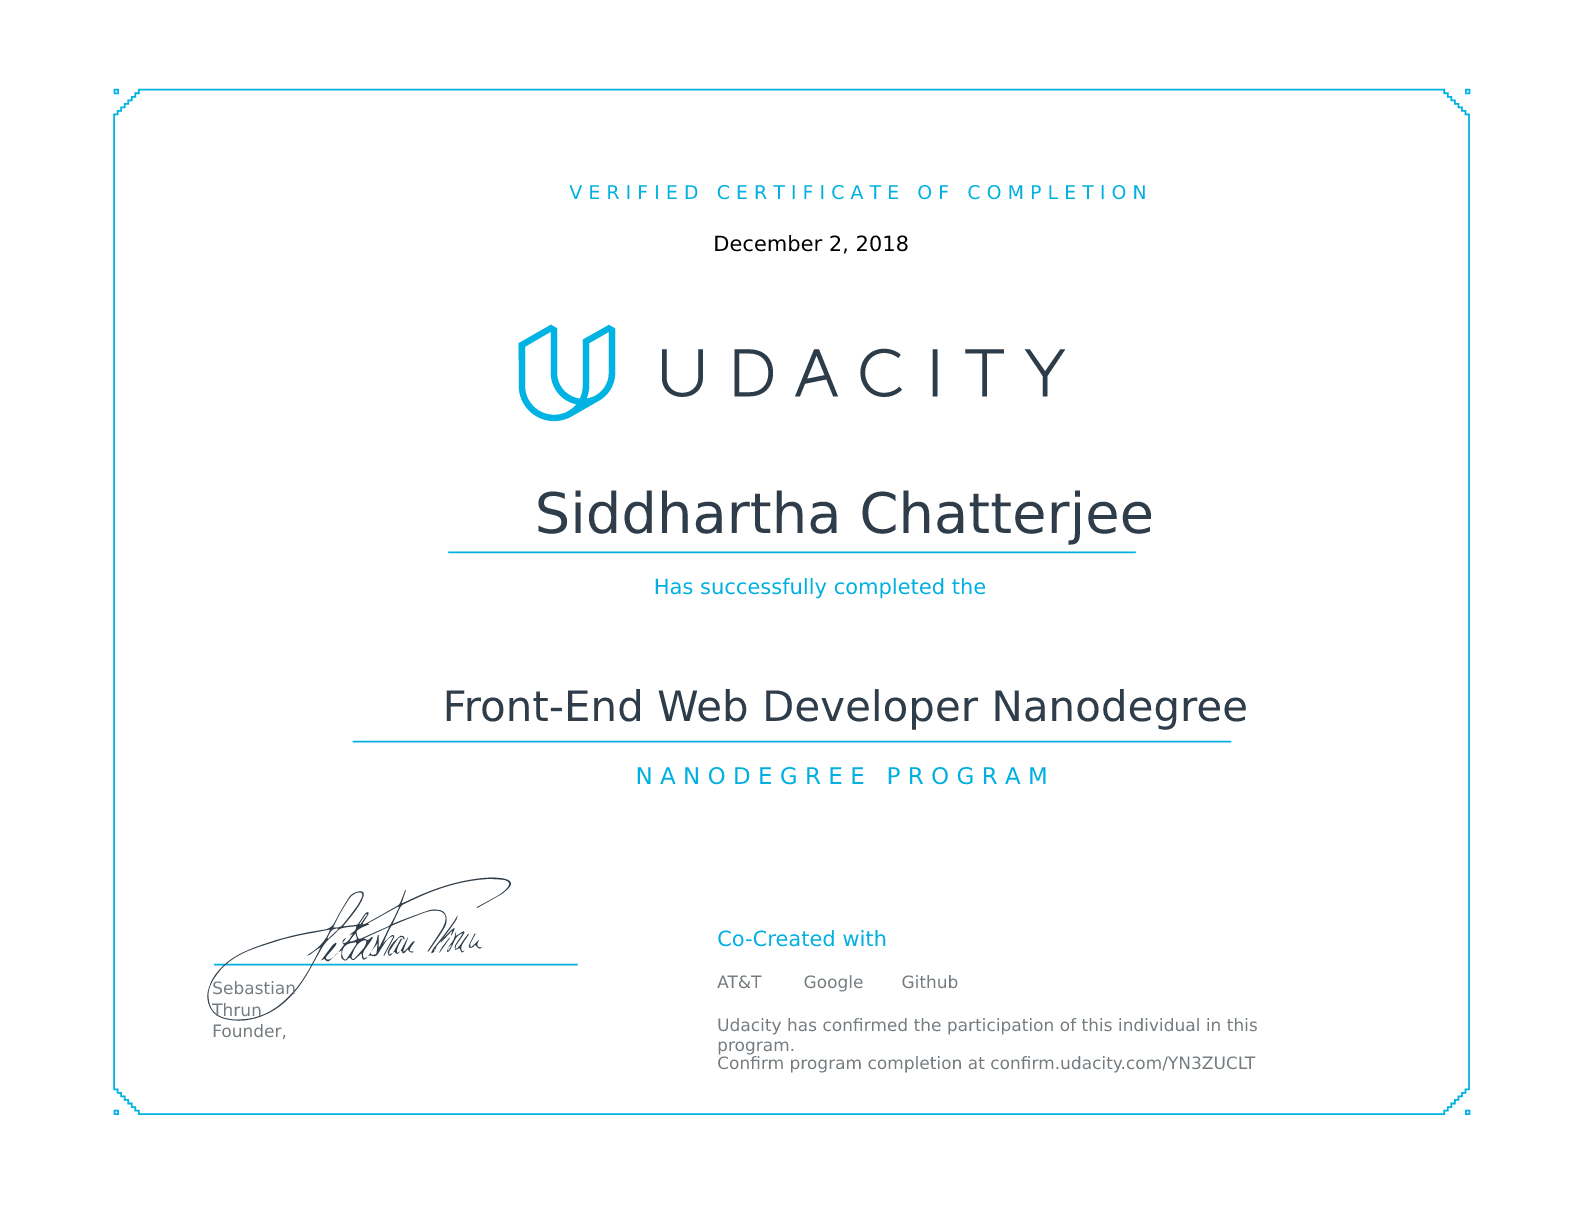 VERIFIED CERTIFICATE OF COMPLETION
December 2, 2018
UDACITY
Siddhartha Chatterjee
Has successfully completed the
Front-End Web Developer Nanodegree
NANODEGREE PROGRAM
Sebastian Thrun
Sebastian
Thrun
Founder,
Co-Created with
AT&T Google Github
Udacity has confirmed the participation of this individual in this
program.
Confirm program completion at confirm.udacity.com/YN3ZUCLT